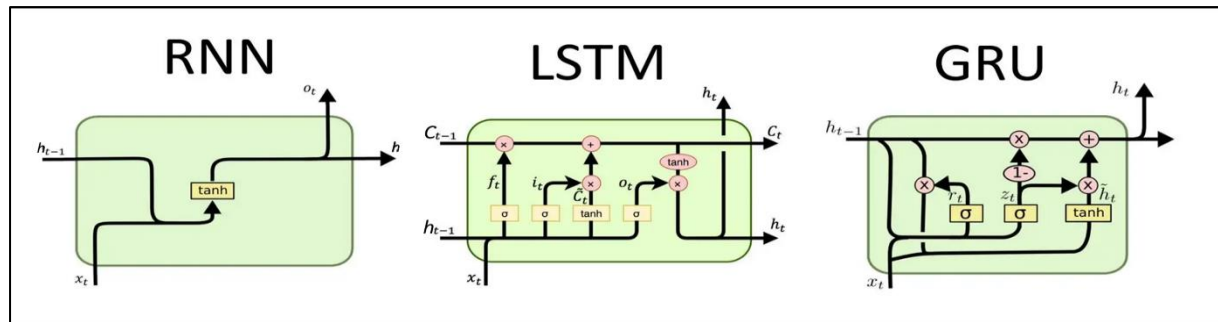 RNN
o_t
h_{t-1}
h
tanh
x_t
LSTM
h_t
C_{t-1}
C_t
×
+
tanh
f_t
i_t
C̃_t
o_t
×
×
σ
σ
tanh
σ
h_{t-1}
h_t
x_t
GRU
h_t
h_{t-1}
x
+
1-
x
r_t
z_t
x
h̃_t
σ
σ
tanh
x_t